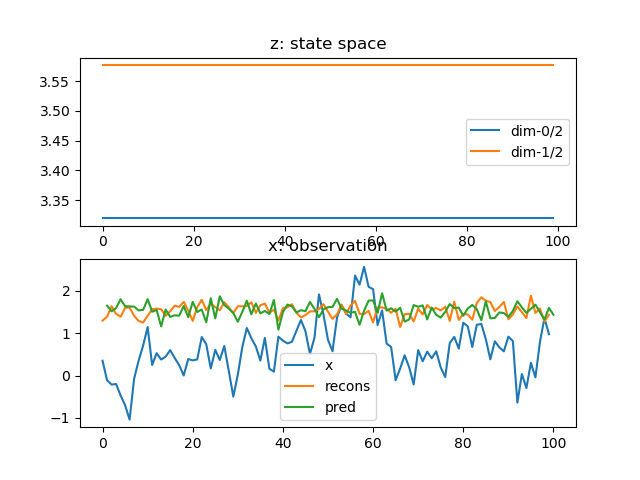 z: state space
3.55
3.50
3.45
3.40
3.35
dim-0/2
dim-1/2
0 20 40 60 80 100
x: observation
2
1
0
−1
x
recons
pred
0 20 40 60 80 100